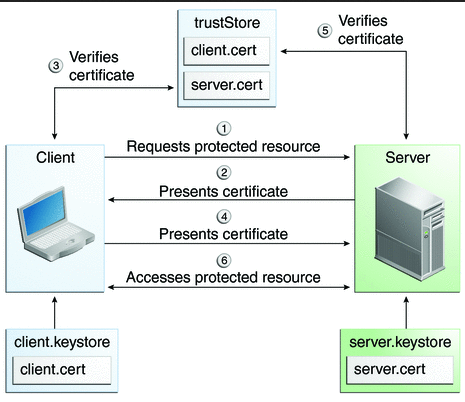 trustStore
client.cert
server.cert
3 Verifies
certificate
5 Verifies
certificate
Client
Server
1
Requests protected resource
2
Presents certificate
4
Presents certificate
6
Accesses protected resource
client.keystore
client.cert
server.keystore
server.cert